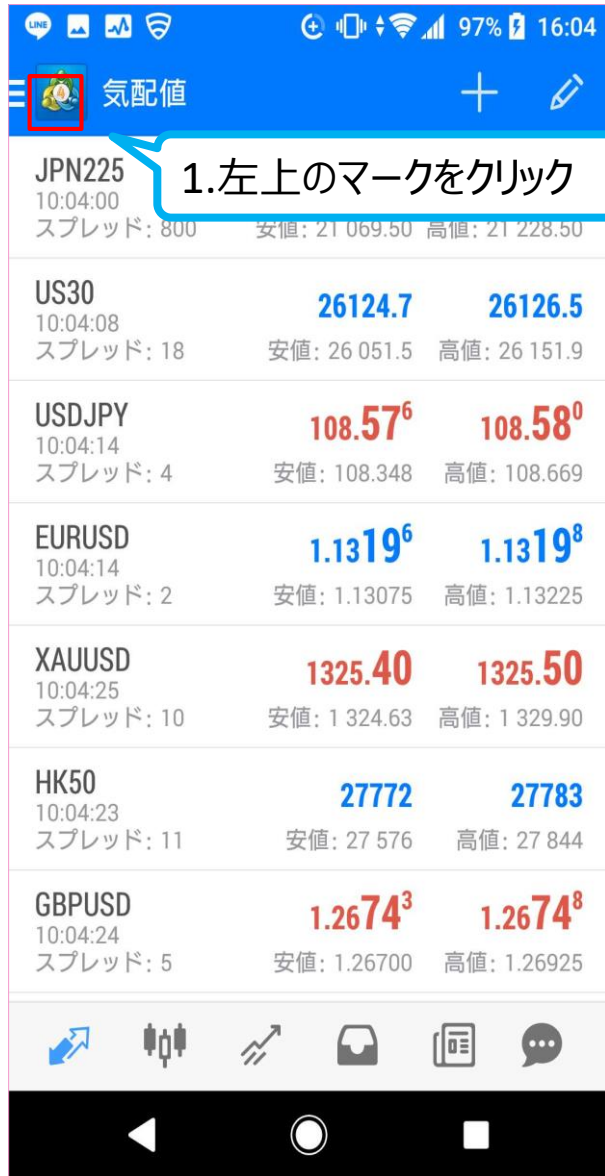 LINE 97% 16:04
気配値
1.左上のマークをクリック
JPN225
10:04:00
スプレッド: 800 安値: 21 069.50 高値: 21 228.50
US30 26124.7 26126.5
10:04:08
スプレッド: 18 安値: 26 051.5 高値: 26 151.9
USDJPY 108.576 108.580
10:04:14
スプレッド: 4 安値: 108.348 高値: 108.669
EURUSD 1.13196 1.13198
10:04:14
スプレッド: 2 安値: 1.13075 高値: 1.13225
XAUUSD 1325.40 1325.50
10:04:25
スプレッド: 10 安値: 1 324.63 高値: 1 329.90
HK50 27772 27783
10:04:23
スプレッド: 11 安値: 27 576 高値: 27 844
GBPUSD 1.26743 1.26748
10:04:24
スプレッド: 5 安値: 1.26700 高値: 1.26925